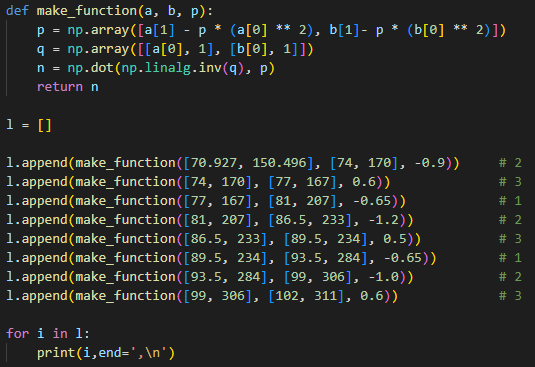 def make_function(a, b, p):
    p = np.array([a[1] - p * (a[0] ** 2), b[1]- p * (b[0] ** 2)])
    q = np.array([[a[0], 1], [b[0], 1]])
    n = np.dot(np.linalg.inv(q), p)
    return n

l = []

l.append(make_function([70.927, 150.496], [74, 170], -0.9))     # 2
l.append(make_function([74, 170], [77, 167], 0.6))              # 3
l.append(make_function([77, 167], [81, 207], -0.65))            # 1
l.append(make_function([81, 207], [86.5, 233], -1.2))           # 2
l.append(make_function([86.5, 233], [89.5, 234], 0.5))          # 3
l.append(make_function([89.5, 234], [93.5, 284], -0.65))        # 1
l.append(make_function([93.5, 284], [99, 306], -1.0))           # 2
l.append(make_function([99, 306], [102, 311], 0.6))             # 3

for i in l:
    print(i,end=',\n')